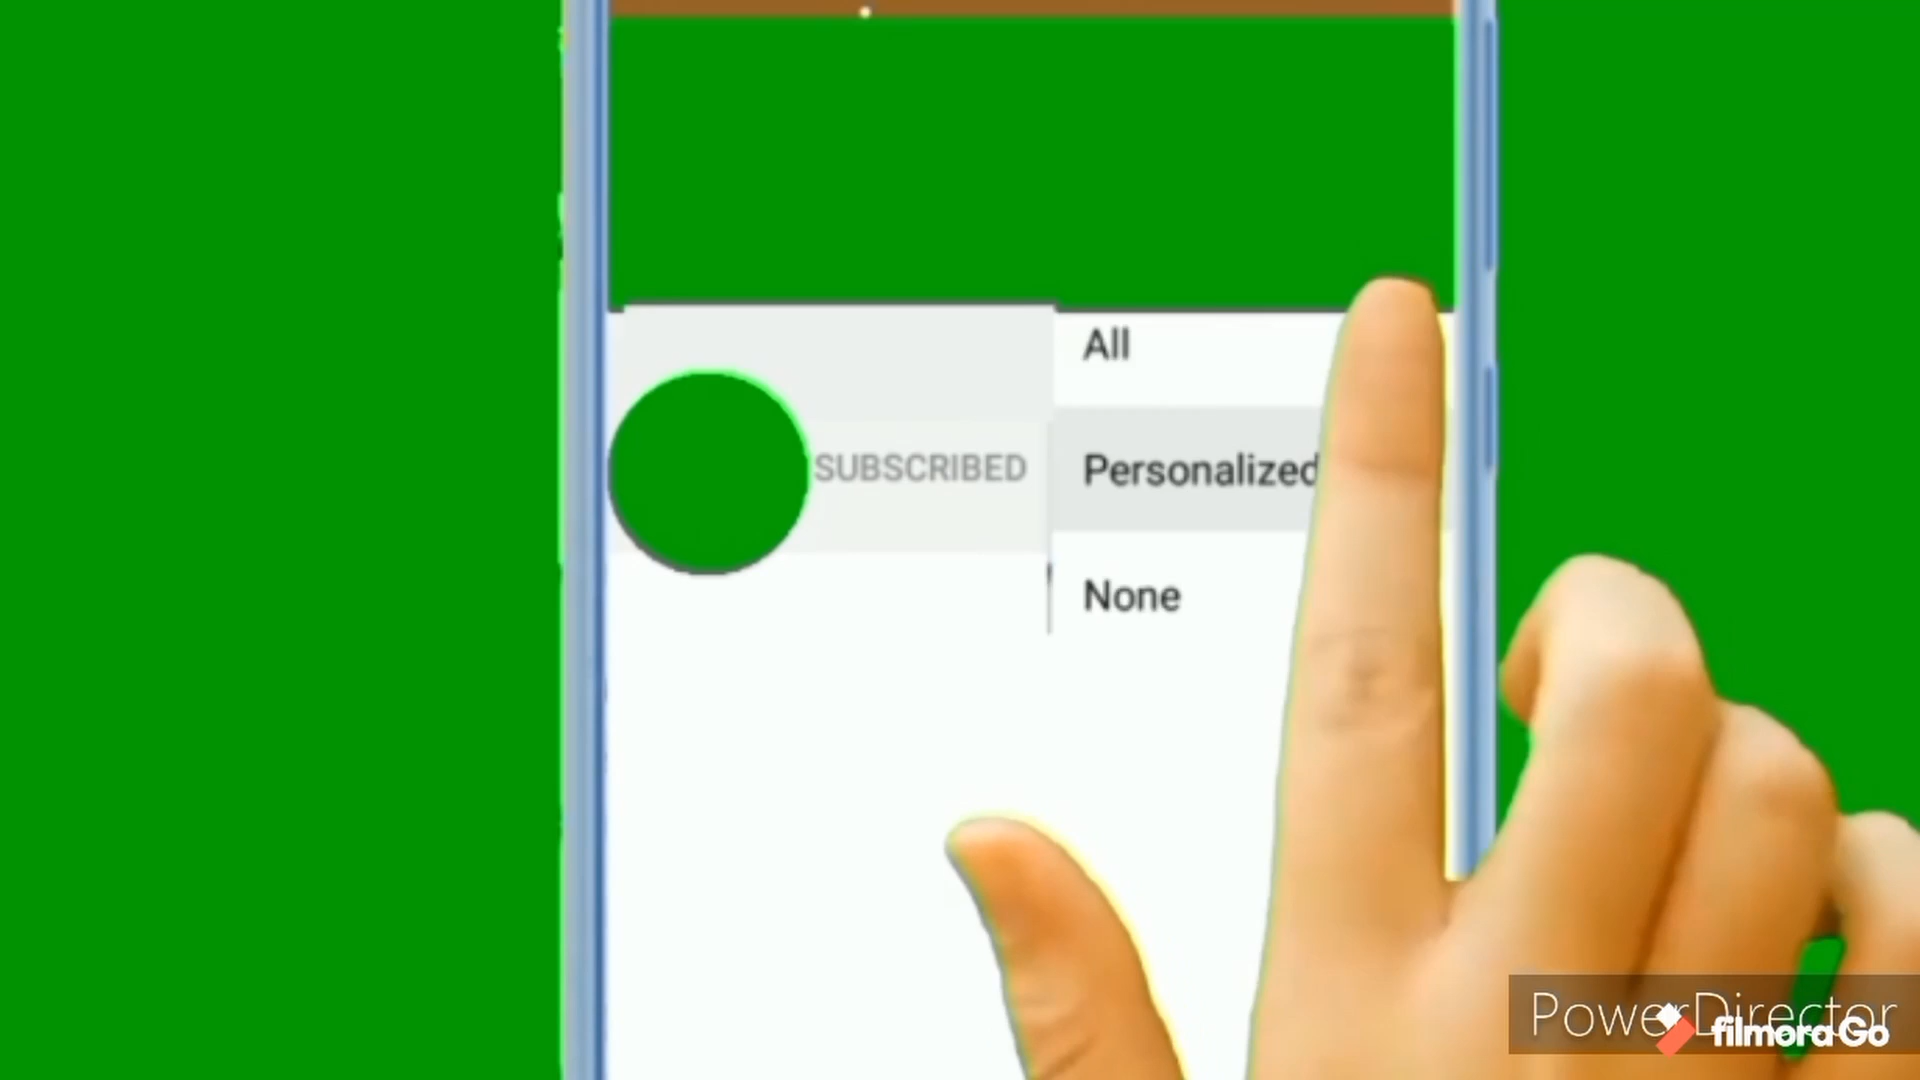 All
SUBSCRIBED
Personalized
None
PowerDirector
filmoraGo